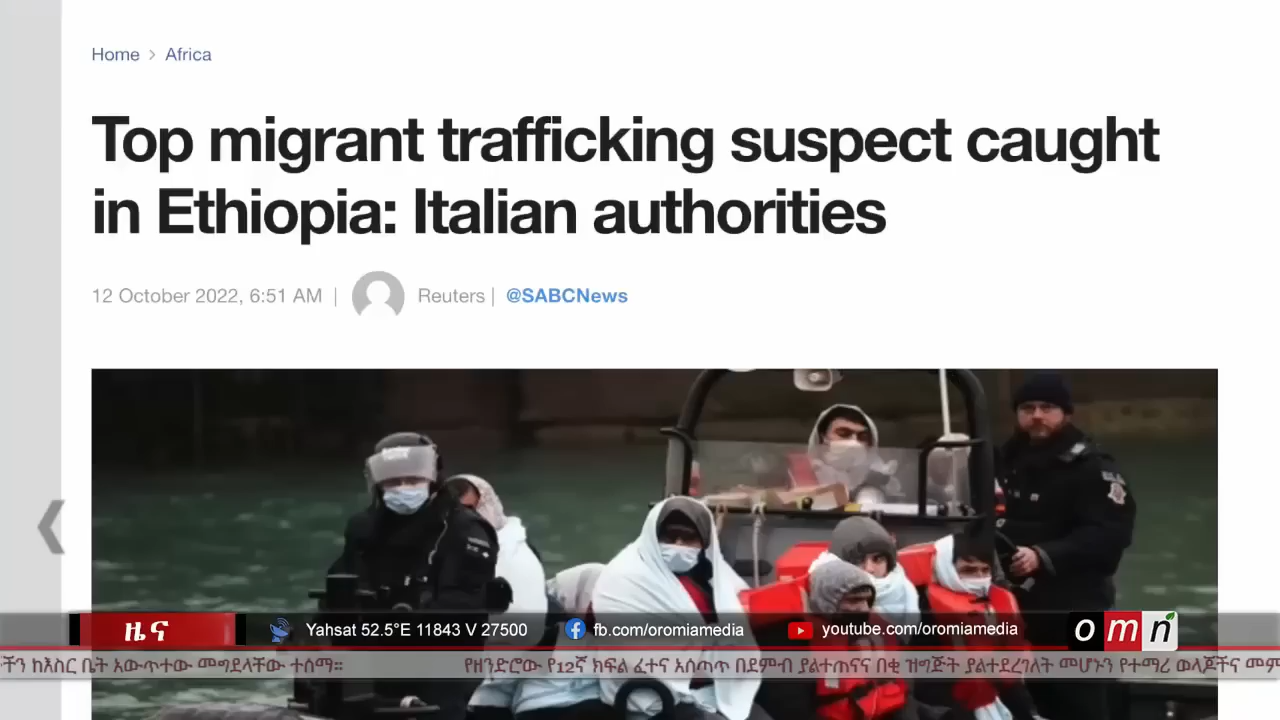 Home > Africa
Top migrant trafficking suspect caught
in Ethiopia: Italian authorities
12 October 2022, 6:51 AM | Reuters | @SABCNews
ዜና
Yahsat 52.5°E 11843 V 27500
fb.com/oromiamedia
youtube.com/oromiamedia
omn
ችን ከእስር ቤት አውጥተው መግደላቸው ተሰማ። የዘንድሮው የ12ኛ ክፍል ፈተና አሰጣጥ በደምብ ያልተጠናና በቂ ዝግጅት ያልተደረገለት መሆኑን የተማሪ ወላጆችና መም